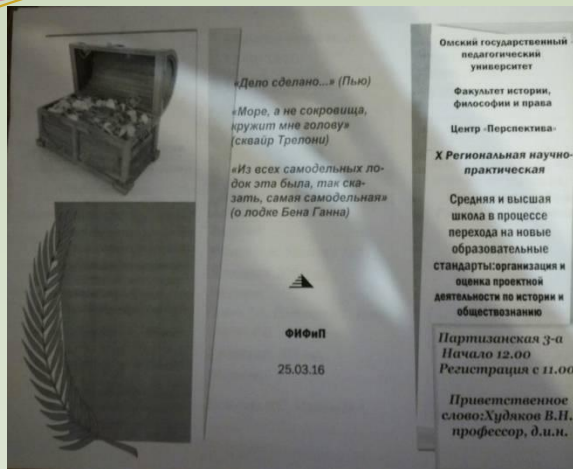 «Дело сделано...» (Пью)
«Море, а не сокровища,
кружит мне голову»
(сквайр Трелони)
«Из всех самодельных ло-
док эта была, так ска-
зать, самая самодельная»
(о лодке Бена Ганна)
ФИФиП
25.03.16
Омский государственный
педагогический
университет
Факультет истории,
философии и права
Центр «Перспектива»
X Региональная научно-
практическая
Средняя и высшая
школа в процессе
перехода на новые
образовательные
стандарты:организация и
оценка проектной
деятельности по истории и
обществознанию
Партизанская 3-а
Начало 12.00
Регистрация с 11.00
Приветственное
слово:Худяков В.Н.
профессор, д.и.н.